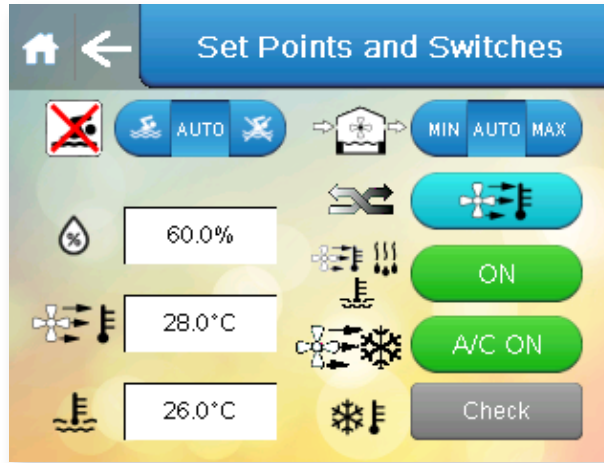 Set Points and Switches
AUTO
MIN AUTO MAX
%
60.0%
ON
28.0°C
A/C ON
26.0°C
Check